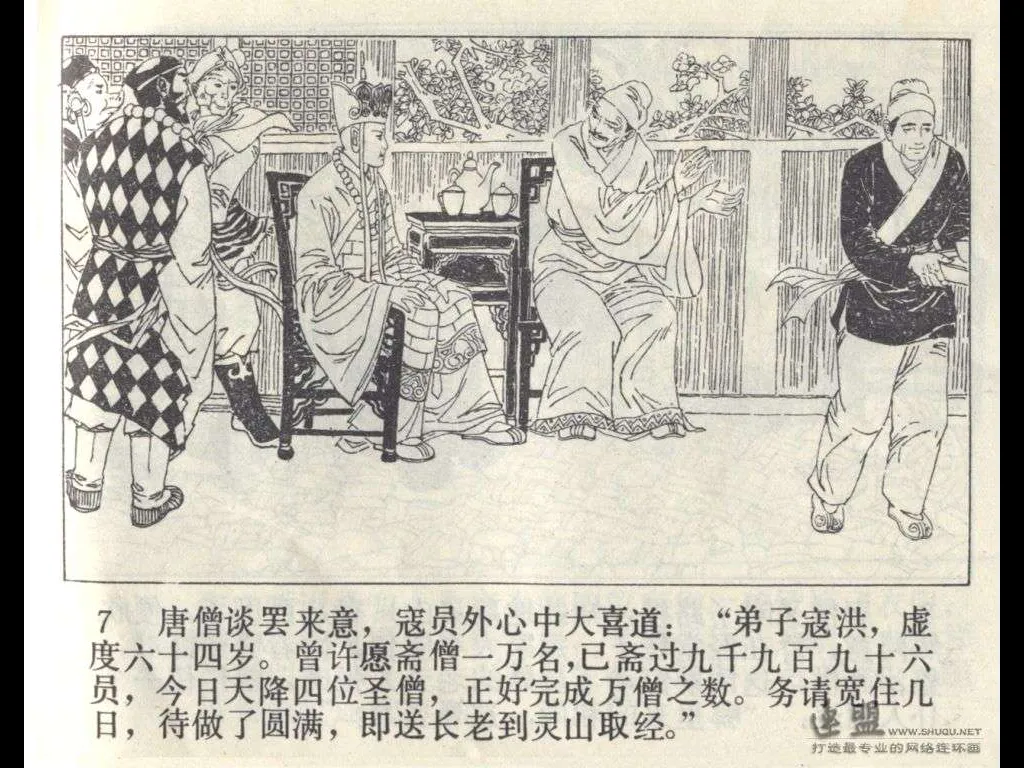 7 唐僧谈罢来意，寇员外心中大喜道：“弟子寇洪，虚
度六十四岁。曾许愿斋僧一万名，已斋过九千九百九十六
员，今日天降四位圣僧，正好完成万僧之数。务请宽住几
日，待做了圆满，即送长老到灵山取经。”
连盟 WWW.SHUQU.NET
打造最专业的网络连环画